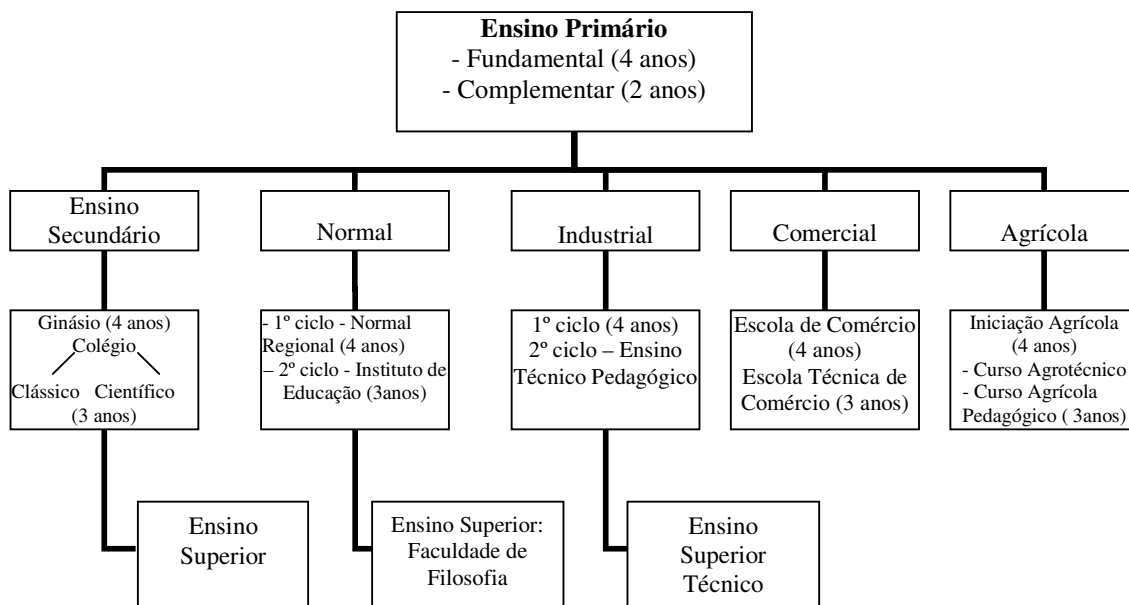 Ensino Primário
- Fundamental (4 anos)
- Complementar (2 anos)
Ensino
Secundário
Normal
Industrial
Comercial
Agrícola
Ginásio (4 anos)
Colégio
Clássico Científico
(3 anos)
- 1º ciclo - Normal
Regional (4 anos)
– 2º ciclo - Instituto de
Educação (3anos)
1º ciclo (4 anos)
2º ciclo – Ensino
Técnico Pedagógico
Escola de Comércio
(4 anos)
Escola Técnica de
Comércio (3 anos)
Iniciação Agrícola
(4 anos)
- Curso Agrotécnico
- Curso Agrícola
Pedagógico ( 3anos)
Ensino
Superior
Ensino Superior:
Faculdade de
Filosofia
Ensino
Superior
Técnico